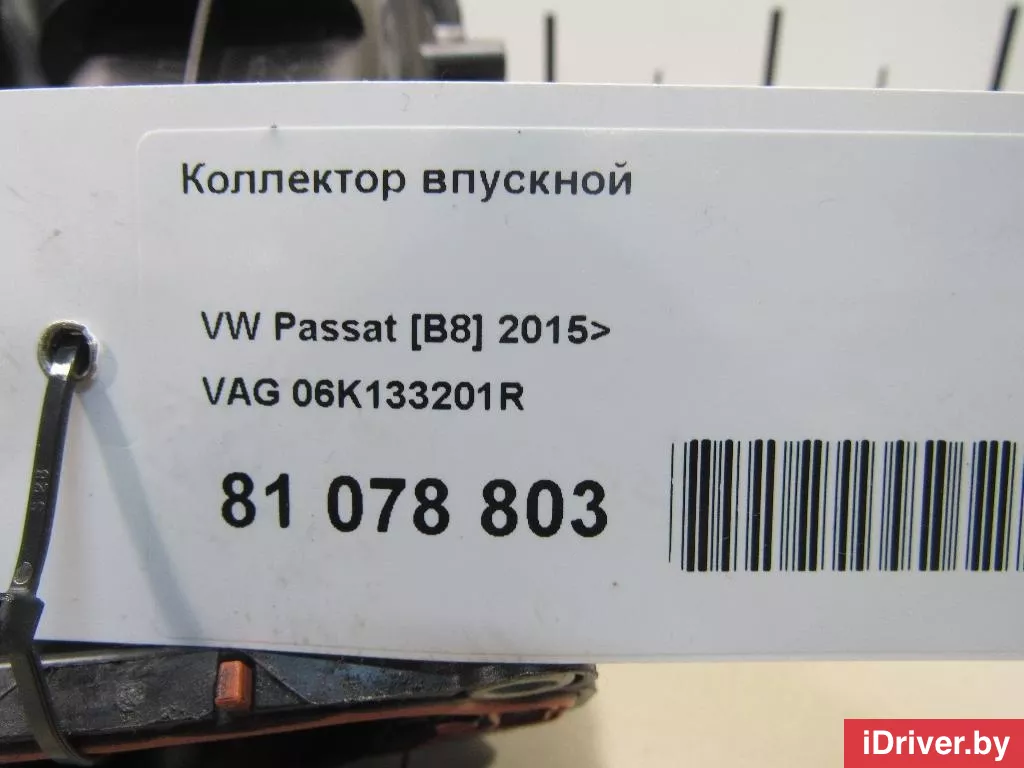 Коллектор впускной
VW Passat [B8] 2015>
VAG 06K133201R
81 078 803
iDriver.by